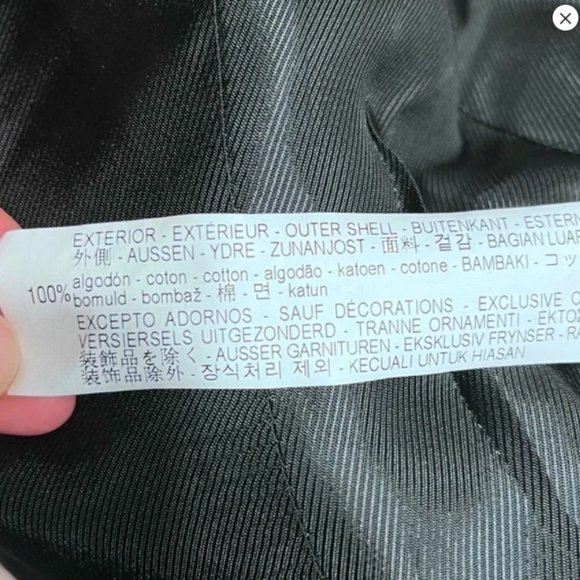 EXTERIOR - EXTÉRIEUR - OUTER SHELL - BUITENKANT - ESTERN
外側 - AUSSEN - YDRE - ZUNANJOST - 面料 - 겉감 - BAGIAN LUAR
algodón - coton - cotton - algodão - katoen - cotone - BAMBAKI - コッ
100% bomuld - bombaž - 棉 - 면 - katun
EXCEPTO ADORNOS - SAUF DÉCORATIONS - EXCLUSIVE O
VERSIERSELS UITGEZONDERD - TRANNE ORNAMENTI - ΕΚΤΟΣ
装飾品を除く - AUSSER GARNITUREN - EKSKLUSIV FRYNSER - RA
装饰品除外 - 장식처리 제외 - KECUALI UNTUK HIASAN